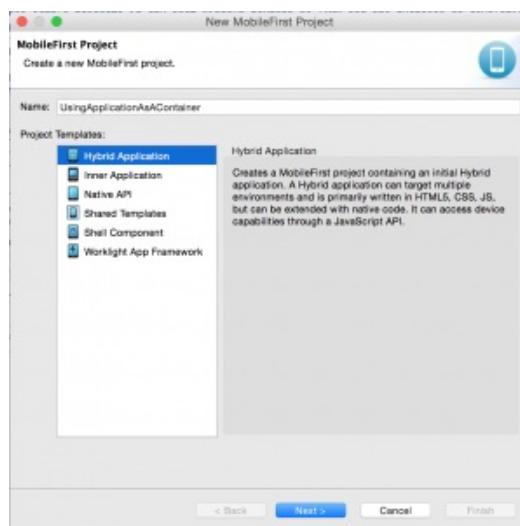 New MobileFirst Project
MobileFirst Project
Create a new MobileFirst project.
Name: UsingApplicationAsAContainer
Project Templates:
Hybrid Application
Inner Application
Native API
Shared Templates
Shell Component
Worklight App Framework
Hybrid Application
Creates a MobileFirst project containing an initial Hybrid
application. A Hybrid application can target multiple
environments and is primarily written in HTML5, CSS, JS,
but can be extended with native code. It can access device
capabilities through a JavaScript API.
< Back
Next >
Cancel
Finish